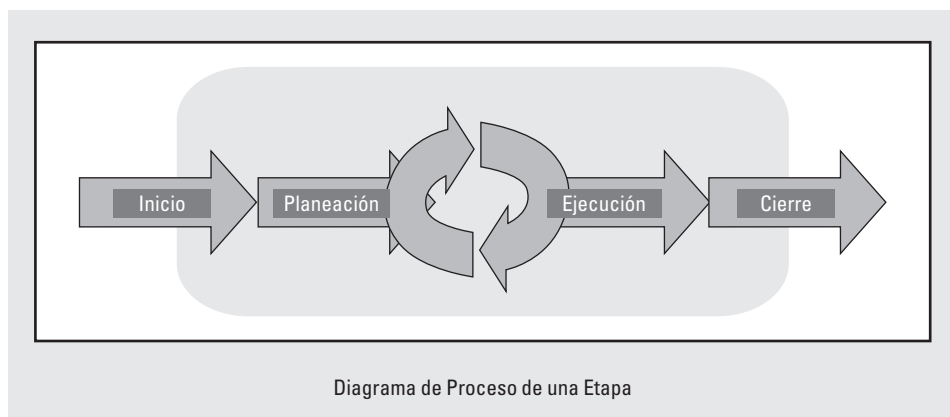 Inicio
Planeación
Ejecución
Cierre
Diagrama de Proceso de una Etapa